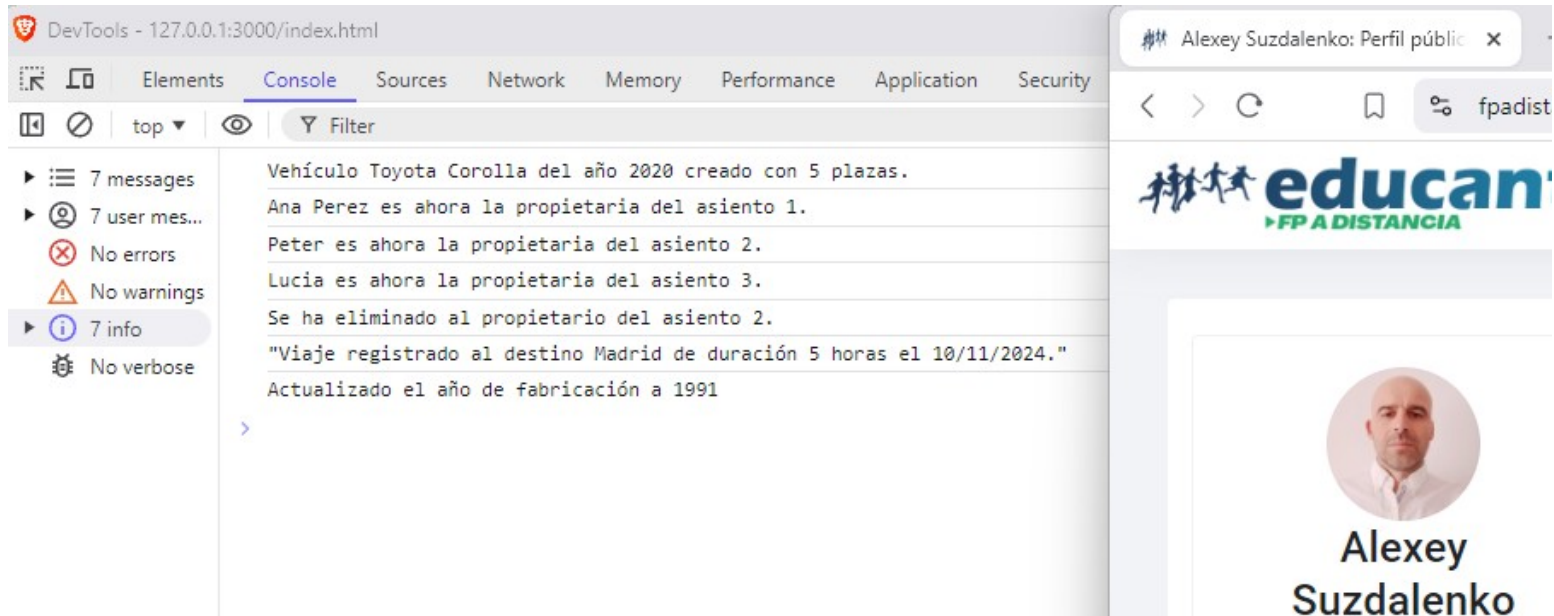 DevTools - 127.0.0.1:3000/index.html
Elements Console Sources Network Memory Performance Application Security
top ▼ Filter
7 messages
7 user mes...
No errors
No warnings
7 info
No verbose
Vehículo Toyota Corolla del año 2020 creado con 5 plazas.
Ana Perez es ahora la propietaria del asiento 1.
Peter es ahora la propietaria del asiento 2.
Lucia es ahora la propietaria del asiento 3.
Se ha eliminado al propietario del asiento 2.
"Viaje registrado al destino Madrid de duración 5 horas el 10/11/2024."
Actualizado el año de fabricación a 1991
>
Alexey Suzdalenko: Perfil públic
fpadist
educan
FP A DISTANCIA
Alexey
Suzdalenko